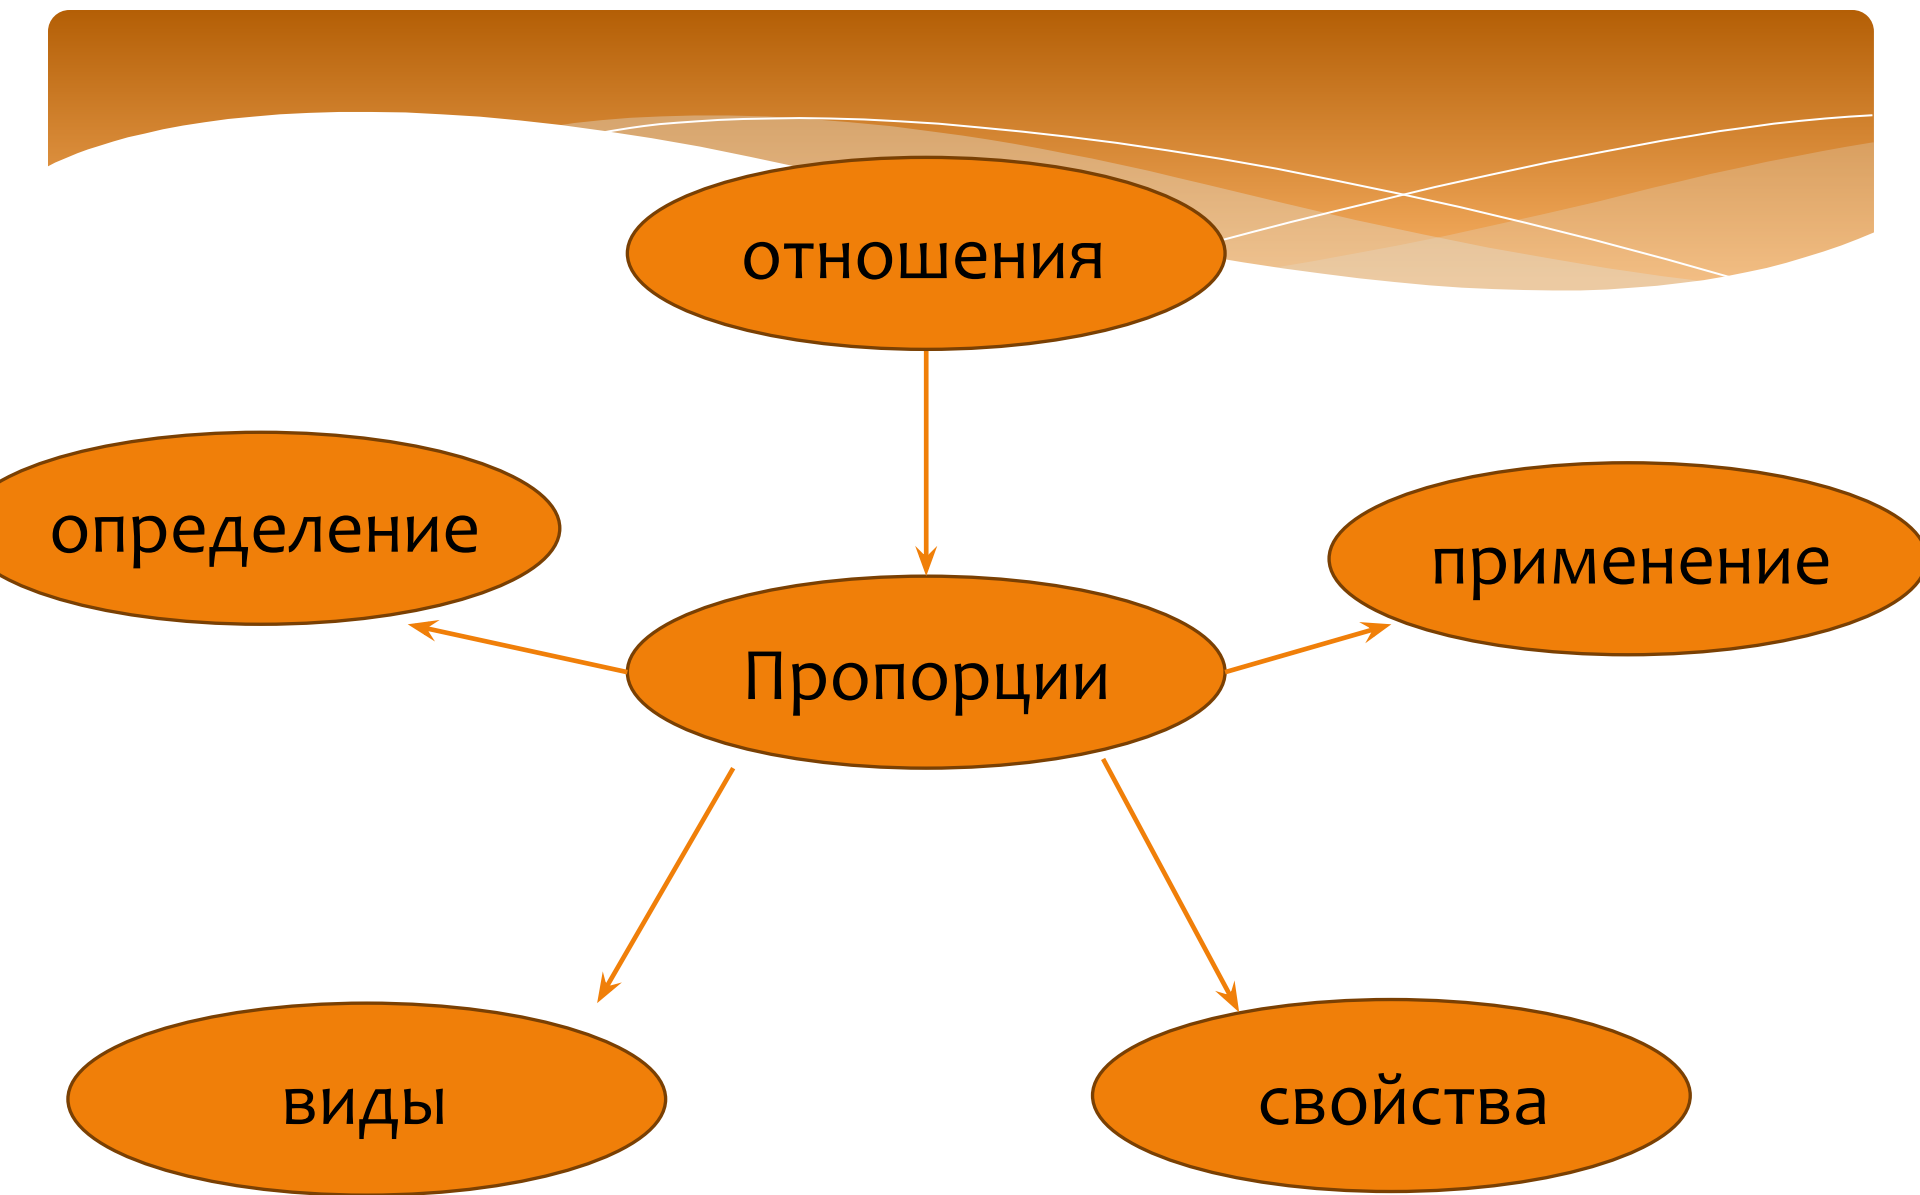 отношения
определение
применение
Пропорции
виды
свойства